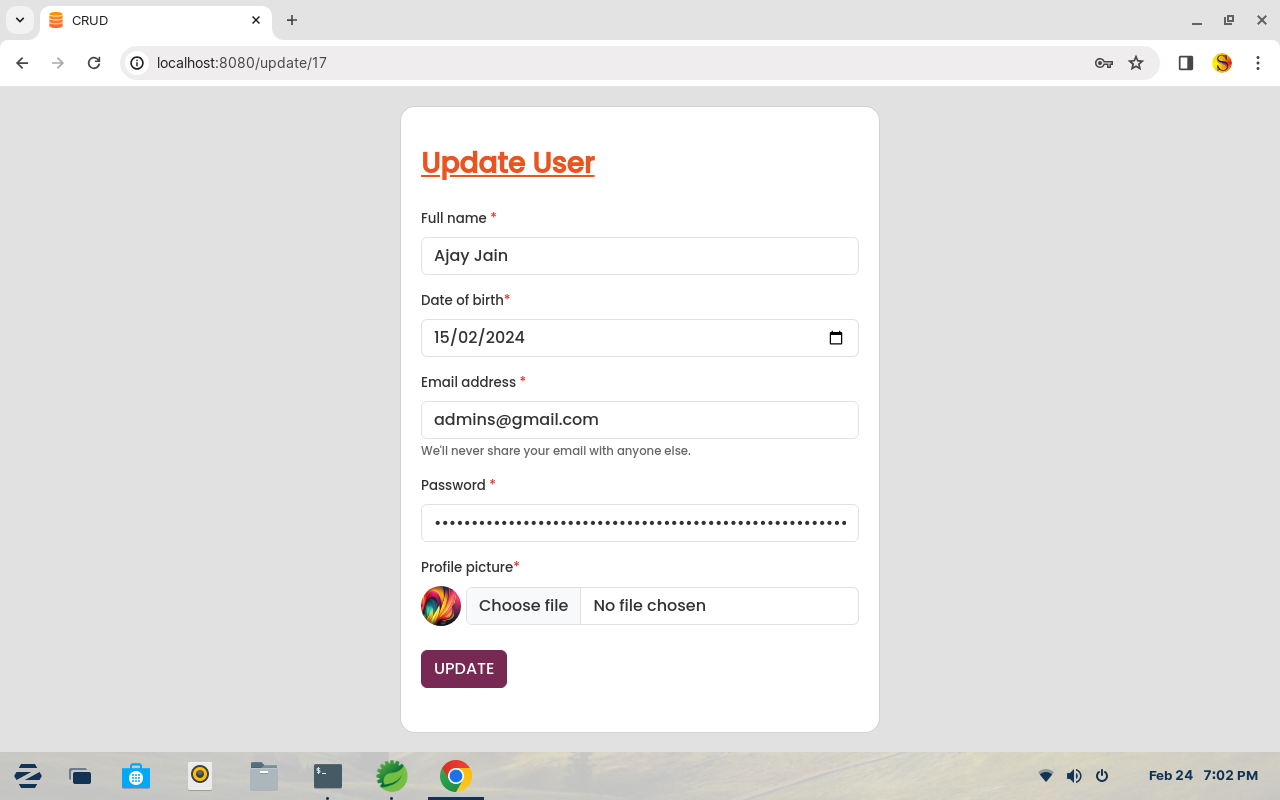 CRUD
localhost:8080/update/17
Update User
Full name *
Ajay Jain
Date of birth*
15/02/2024
Email address *
admins@gmail.com
We'll never share your email with anyone else.
Password *
Profile picture*
Choose file No file chosen
UPDATE
Feb 24 7:02 PM